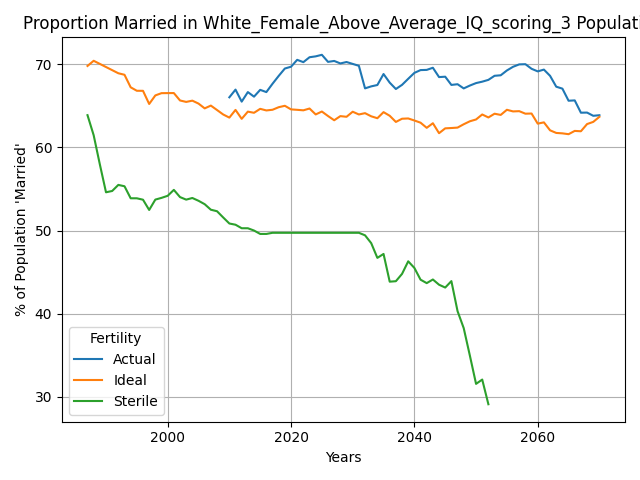 Proportion Married in White_Female_Above_Average_IQ_scoring_3 Populati
% of Population 'Married'
70
60
50
40
30
Fertility
Actual
Ideal
Sterile
2000 2020 2040 2060
Years